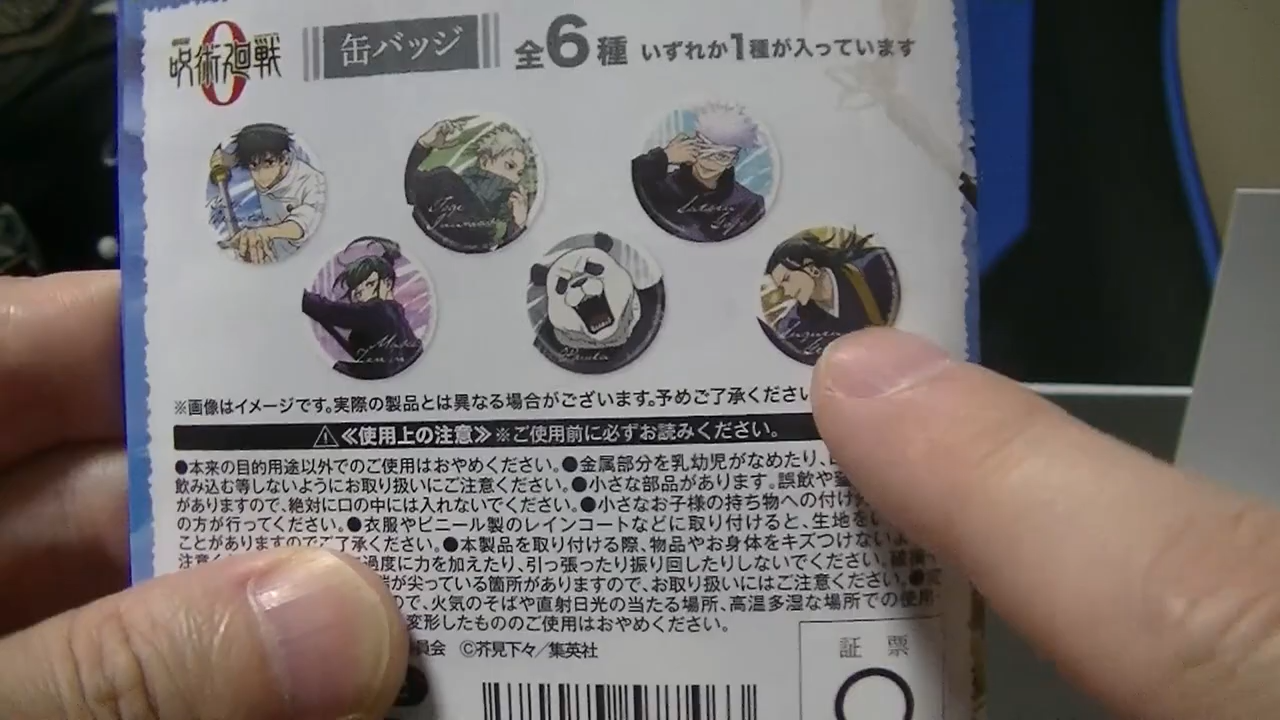 呪術廻戦 0
缶バッジ
全6種 いずれか1種が入っています
Toge
Satoru
Maki
Zenin
Panda
Suguru
※画像はイメージです。実際の製品とは異なる場合がございます。予めご了承ください
⚠≪使用上の注意≫※ご使用前に必ずお読みください。
●本来の目的用途以外でのご使用はおやめください。●金属部分を乳幼児がなめたり、
飲み込む等しないようにお取り扱いにご注意ください。●小さな部品があります。誤飲や
がありますので、絶対に口の中には入れないでください。●小さなお子様の持ち物への付け
の方が行ってください。●衣服やビニール製のレインコートなどに取り付けると、生地を
ことがありますのでご了承ください。●本製品を取り付ける際、物品やお身体をキズつけない
注意 過度に力を加えたり、引っ張ったり振り回したりしないでください。破損
端が尖っている箇所がありますので、お取り扱いにはご注意ください。●
ので、火気のそばや直射日光の当たる場所、高温多湿な場所での使用
変形したもののご使用はおやめください。
員会 ©芥見下々／集英社
証票